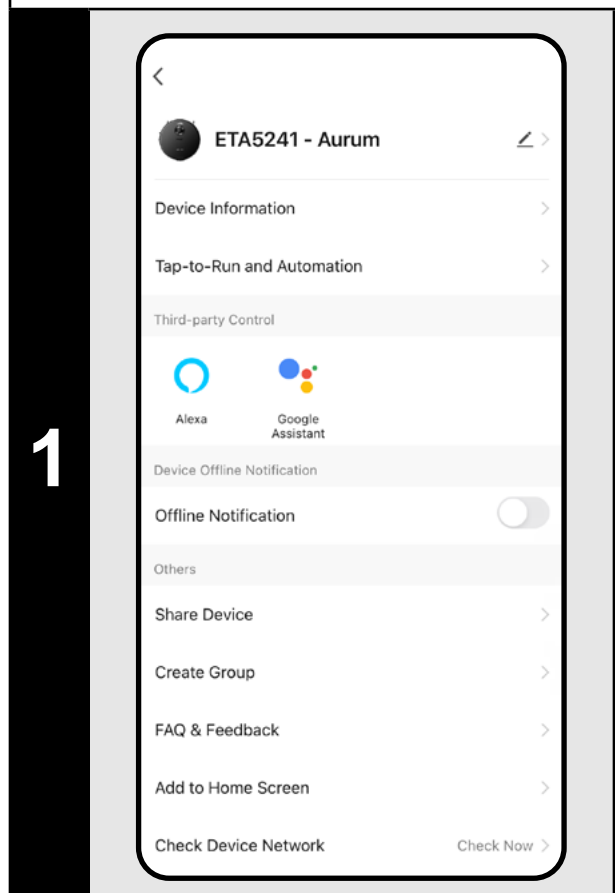 1
ETA5241 - Aurum
Device Information
Tap-to-Run and Automation
Third-party Control
Alexa
Google
Assistant
Device Offline Notification
Offline Notification
Others
Share Device
Create Group
FAQ & Feedback
Add to Home Screen
Check Device Network Check Now